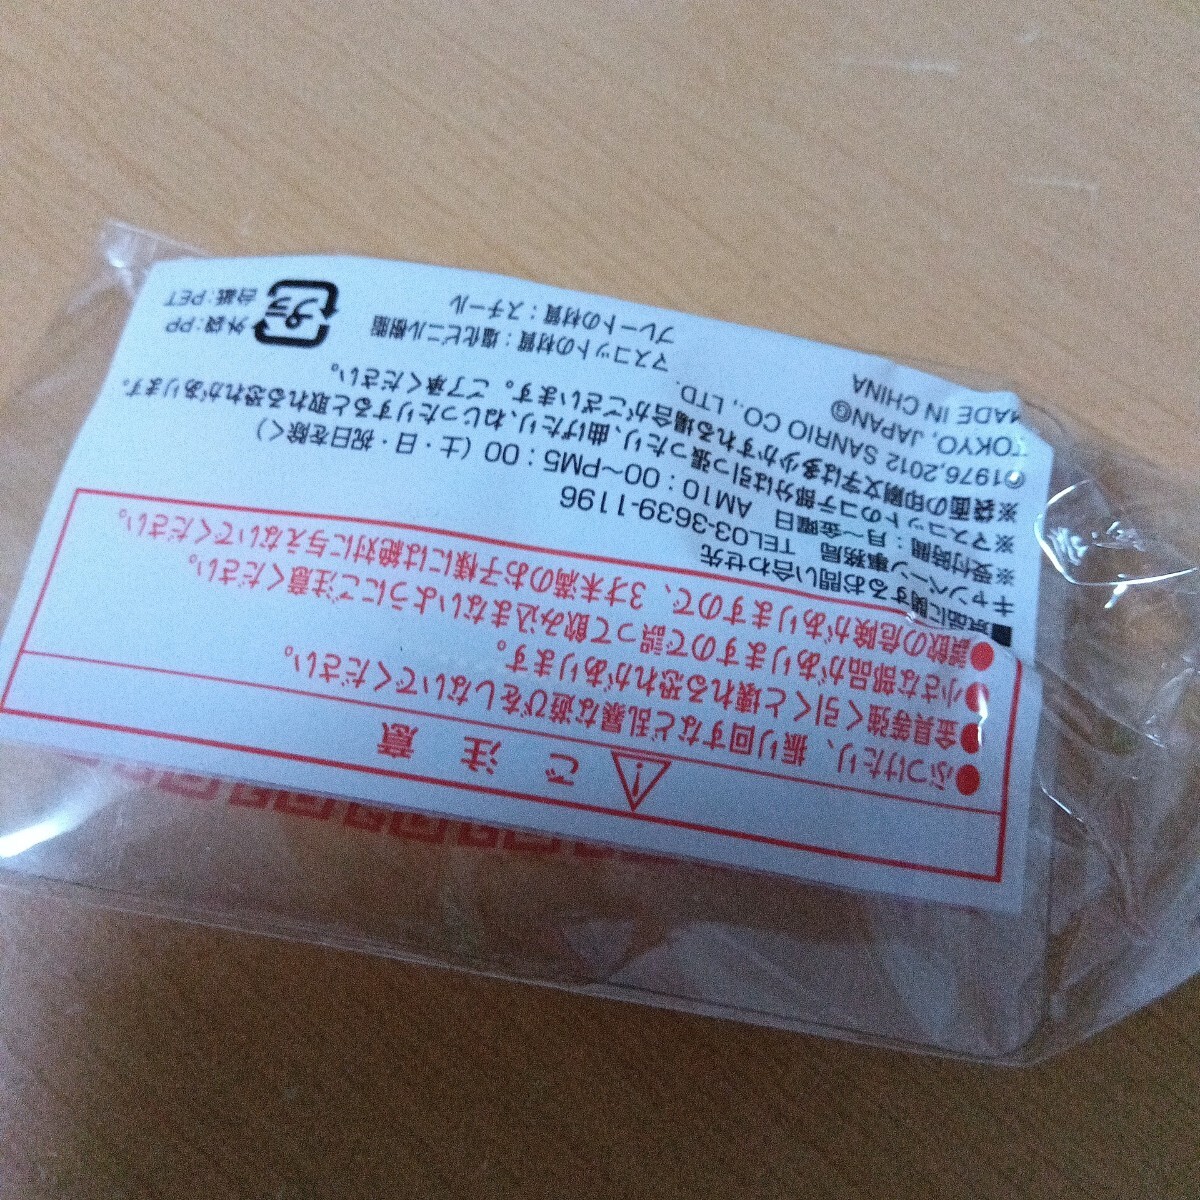 ご注意
●ぶつけたり、振り回すなど乱暴な遊びをしないでください。
●金具等強く引くと壊れる恐れがあります。
●小さな部品がありますので誤って飲み込まないようにご注意ください。
●誤飲の危険がありますので、3才未満のお子様には絶対に与えないでください。
■景品に関するお問い合わせ先
キャンペーン事務局 TEL03-3639-1196
※受付時間：月～金曜日 AM10：00～PM5：00（土・日・祝日を除く）
※マスコットのコテ部分は引っ張ったり、曲げたり、ねじったりすると取れる恐れがあります。
※袋面の印刷文字は多少かすれる場合がございます。ご了承ください。
©1976,2012 SANRIO CO., LTD.
TOKYO, JAPAN Ⓖ
MADE IN CHINA
マスコットの材質：塩化ビニル樹脂
プレートの材質：スチール
プラ
外袋:PP
台紙:PET